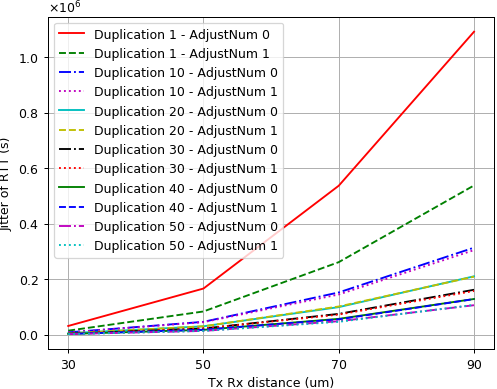 ×10⁶
Jitter of RTT (s)
1.0
0.8
0.6
0.4
0.2
0.0
Duplication 1 - AdjustNum 0
Duplication 1 - AdjustNum 1
Duplication 10 - AdjustNum 0
Duplication 10 - AdjustNum 1
Duplication 20 - AdjustNum 0
Duplication 20 - AdjustNum 1
Duplication 30 - AdjustNum 0
Duplication 30 - AdjustNum 1
Duplication 40 - AdjustNum 0
Duplication 40 - AdjustNum 1
Duplication 50 - AdjustNum 0
Duplication 50 - AdjustNum 1
30 50 70 90
Tx Rx distance (um)